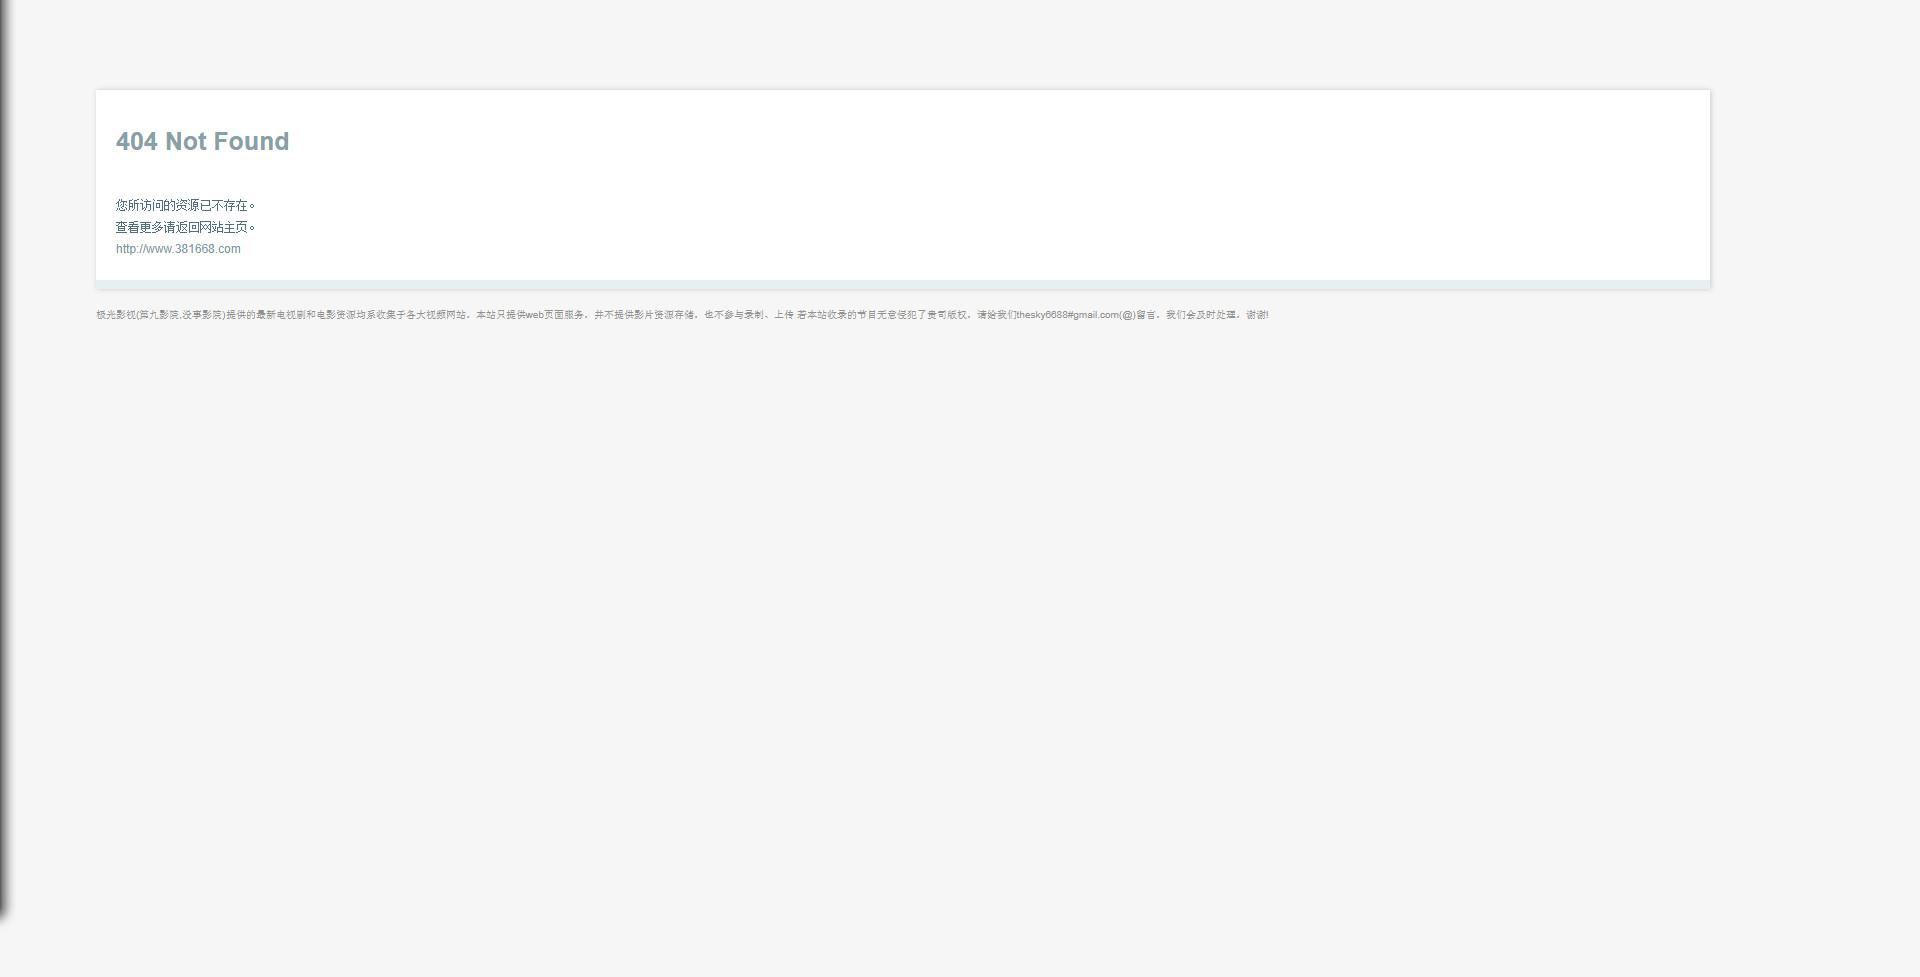 404 Not Found
您所访问的资源已不存在。
查看更多请返回网站主页。
http://www.381668.com
极光影视(第九影院,没事影院)提供的最新电视剧和电影资源均系收集于各大视频网站，本站只提供web页面服务，并不提供影片资源存储，也不参与录制、上传 若本站收录的节目无意侵犯了贵司版权，请给我们thesky6688#gmail.com(@)留言，我们会及时处理，谢谢!